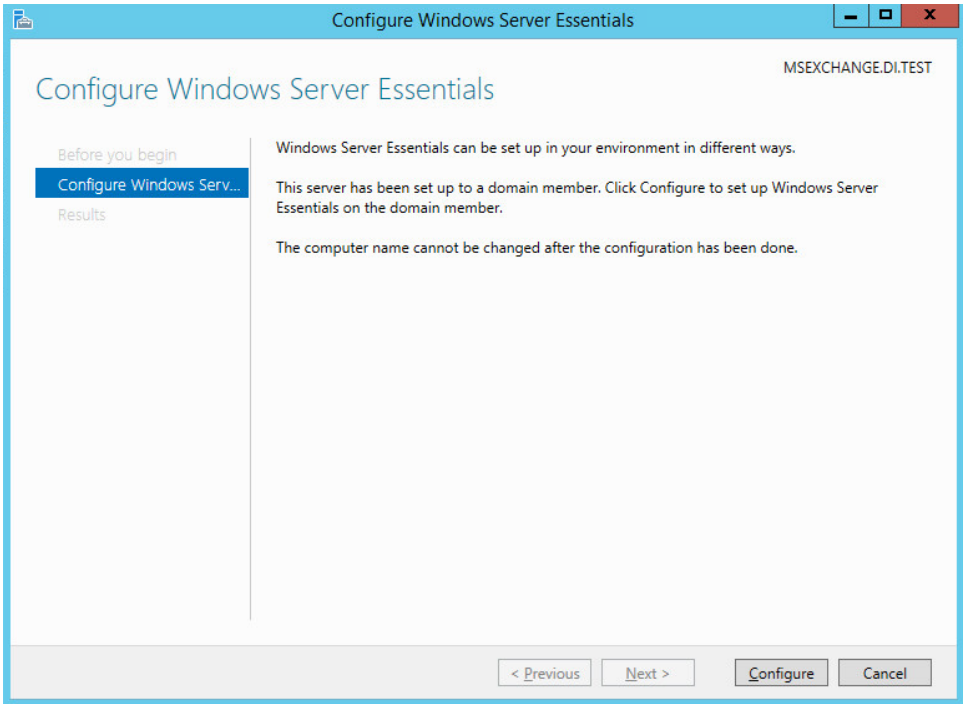 Configure Windows Server Essentials
MSEXCHANGE.DI.TEST
Configure Windows Server Essentials
Before you begin
Configure Windows Serv...
Results
Windows Server Essentials can be set up in your environment in different ways.
This server has been set up to a domain member. Click Configure to set up Windows Server
Essentials on the domain member.
The computer name cannot be changed after the configuration has been done.
< Previous
Next >
Configure
Cancel